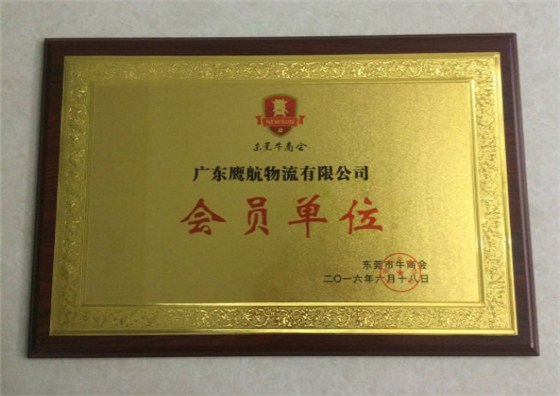 东莞牛商会
广东鹰航物流有限公司
会员单位
东莞市牛商会
二〇一六年六月十八日